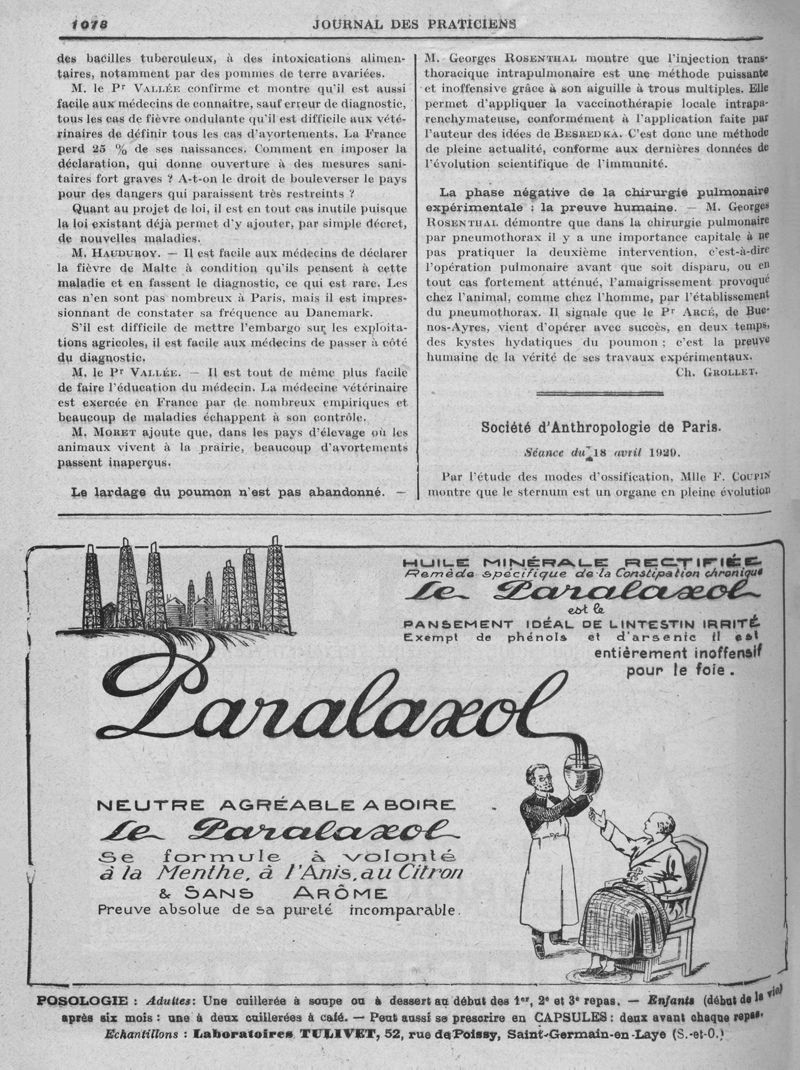 1018
JOURNAL DES PRATICIENS
des bacilles tuberculeux, à des intoxications alimen-
taires, notamment par des pommes de terre avariées.
M. le Pr VALLÉE confirme et montre qu'il est aussi
facile aux médecins de connaître, sauf erreur de diagnostic,
tous les cas de fièvre ondulante qu'il est difficile aux vété-
rinaires de définir tous les cas d'avortements. La France
perd 25 % de ses naissances. Comment en imposer la
déclaration, qui donne ouverture à des mesures sani-
taires fort graves ? A-t-on le droit de bouleverser le pays
pour des dangers qui paraissent très restreints ?
Quant au projet de loi, il est en tout cas inutile puisque
la loi existant déjà permet d'y ajouter, par simple décret,
de nouvelles maladies.
M. HAUDUROY. — Il est facile aux médecins de déclarer
la fièvre de Malte à condition qu'ils pensent à cette
maladie et en fassent le diagnostic, ce qui est rare. Les
cas n'en sont pas nombreux à Paris, mais il est impres-
sionnant de constater sa fréquence au Danemark.
S'il est difficile de mettre l'embargo sur les exploita-
tions agricoles, il est facile aux médecins de passer à côté
du diagnostic.
M. le Pr VALLÉE. — Il est tout de même plus facile
de faire l'éducation du médecin. La médecine vétérinaire
est exercée en France par de nombreux empiriques et
beaucoup de maladies échappent à son contrôle.
M. MORET ajoute que, dans les pays d'élevage où les
animaux vivent à la prairie, beaucoup d'avortements
passent inaperçus.
Le lardage du poumon n'est pas abandonné. —
M. Georges ROSENTHAL montre que l'injection trans-
thoracique intrapulmonaire est une méthode puissante
et inoffensive grâce à son aiguille à trous multiples. Elle
permet d'appliquer la vaccinothérapie locale intrapa-
renchymateuse, conformément à l'application faite par
l'auteur des idées de BESREDKA. C'est donc une méthode
de pleine actualité, conforme aux dernières données de
l'évolution scientifique de l'immunité.
La phase négative de la chirurgie pulmonaire
expérimentale : la preuve humaine. — M. Georges
ROSENTHAL démontre que dans la chirurgie pulmonaire
par pneumothorax il y a une importance capitale à ne
pas pratiquer la deuxième intervention, c'est-à-dire
l'opération pulmonaire avant que soit disparu, ou en
tout cas fortement atténué, l'amaigrissement provoqué
chez l'animal, comme chez l'homme, par l'établissement
du pneumothorax. Il signale que le Pr ARCÉ, de Bue-
nos-Ayres, vient d'opérer avec succès, en deux temps,
des kystes hydatiques du poumon ; c'est la preuve
humaine de la vérité de ses travaux expérimentaux.
Ch. GROLLET.
Société d'Anthropologie de Paris.
Séance du 18 avril 1929.
Par l'étude des modes d'ossification, Mlle F. COUPIN
montre que le sternum est un organe en pleine évolution
HUILE MINÉRALE RECTIFIÉE
Remède spécifique de la Constipation chronique
Le Paralaxol
est le
PANSEMENT IDÉAL DE L'INTESTIN IRRITÉ
Exempt de phénols et d'arsenic il est
entièrement inoffensif
pour le foie.
Paralaxol
NEUTRE AGRÉABLE A BOIRE
Le Paralaxol
Se formule à volonté
à la Menthe, à l'Anis, au Citron
& SANS ARÔME
Preuve absolue de sa pureté incomparable.
POSOLOGIE : Adultes: Une cuillerée à soupe ou à dessert au début des 1er, 2e et 3e repas. — Enfants (début de la vie)
après six mois : une à deux cuillerées à café. — Peut aussi se prescrire en CAPSULES : deux avant chaque repas.
Echantillons : Laboratoires TULIVET, 52, rue de Poissy, Saint-Germain-en-Laye (S.-et-O.)